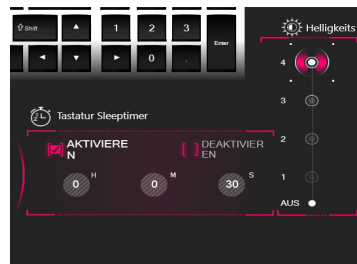 Shift
1 2 3
Enter
0 .
Helligkeits
4
3
2
1
AUS
Tastatur Sleeptimer
AKTIVIERE
N
DEAKTIVIER
EN
0 H 0 M 30 S